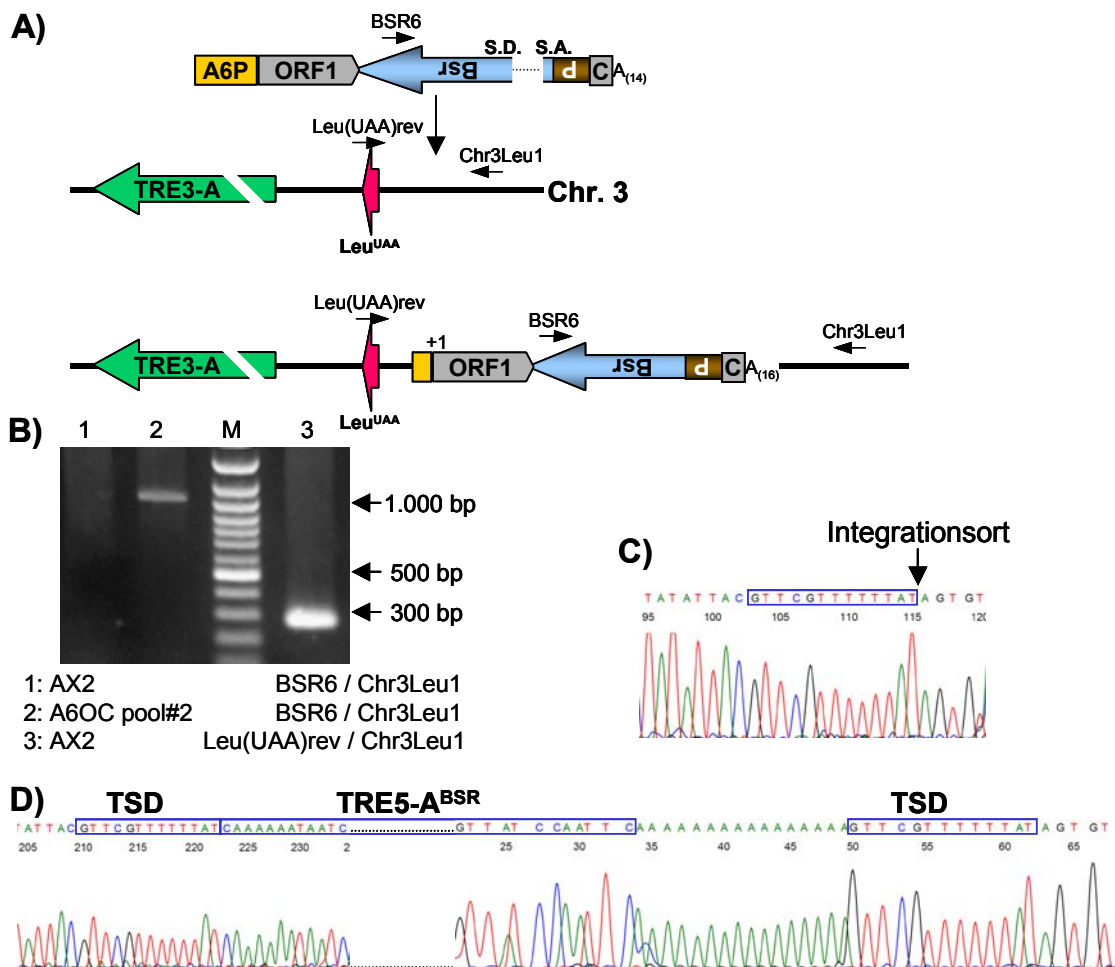 A)
BSR6
S.D. S.A.
A6P ORF1 Bsr P C A(14)
Leu(UAA)rev
Chr3Leu1
TRE3-A
Chr. 3
LeuUAA
Leu(UAA)rev
BSR6
Chr3Leu1
+1
TRE3-A
ORF1 Bsr P C A(16)
LeuUAA
B)
1 2 M 3
1.000 bp
500 bp
300 bp
1: AX2 BSR6 / Chr3Leu1
2: A6OC pool#2 BSR6 / Chr3Leu1
3: AX2 Leu(UAA)rev / Chr3Leu1
C)
Integrationsort
TATATTACGTTCGTTTTTTATAGTGT
95 100 105 110 115 120
D)
TSD TRE5-ABSR TSD
TATTACGTTCGTTTTTTATCAAAAAATAATC GTTATCCAATTCAAAAAAAAAAAAAAAGTTCGTTTTTTATAGTGT
205 210 215 220 225 230 2 25 30 35 40 45 50 55 60 65